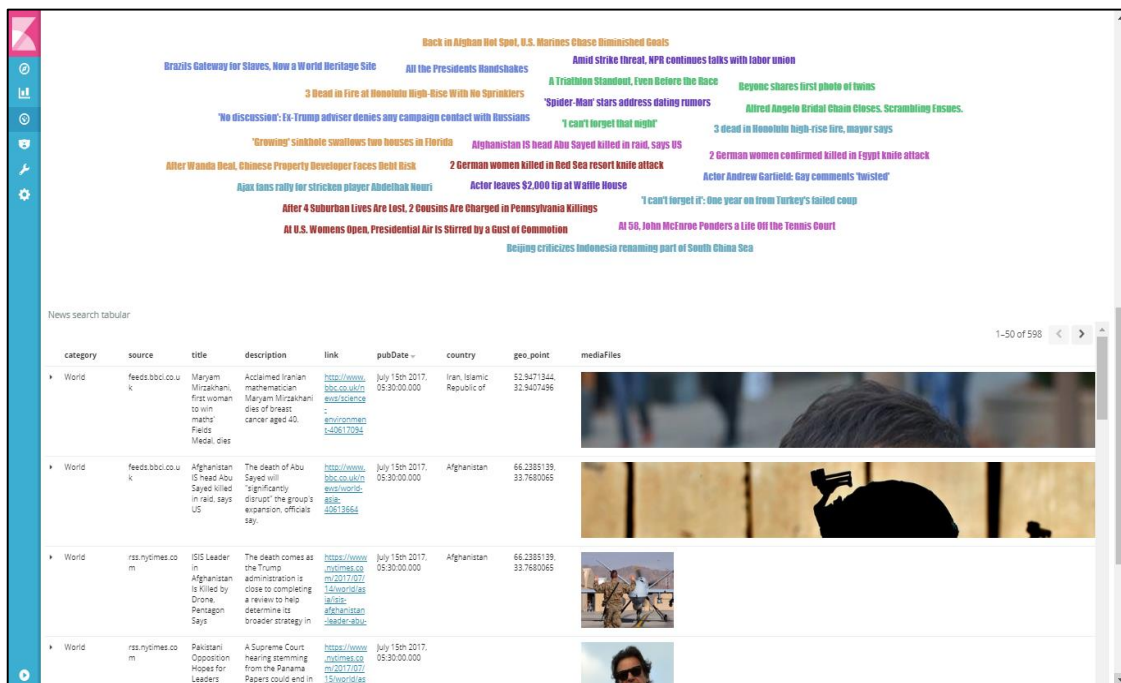 Back in Afghan Hot Spot, U.S. Marines Chase Diminished Goals
Amid strike threat, NPR continues talks with labor union
Brazils Gateway for Slaves, Now a World Heritage Site
All the Presidents Handshakes
A Triathlon Standout, Even Before the Race
Beyonc shares first photo of twins
3 Dead in Fire at Honolulu High-Rise With No Sprinklers
'Spider-Man' stars address dating rumors
Alfred Angelo Bridal Chain Closes, Scrambling Ensues.
'No discussion': Ex-Trump adviser denies any campaign contact with Russians
'I can't forget that night'
3 dead in Honolulu high-rise fire, mayor says
'Growing' sinkhole swallows two houses in Florida
Afghanistan IS head Abu Sayed killed in raid, says US
2 German women confirmed killed in Egypt knife attack
After Wanda Deal, Chinese Property Developer Faces Debt Risk
2 German women killed in Red Sea resort knife attack
Actor Andrew Garfield: Gay comments 'twisted'
Ajax fans rally for stricken player Abdelhak Nouri
Actor leaves $2,000 tip at Waffle House
'I can't forget it': One year on from Turkey's failed coup
After 4 Suburban Lives Are Lost, 2 Cousins Are Charged in Pennsylvania Killings
At U.S. Womens Open, Presidential Air Is Stirred by a Gust of Commotion
At 58, John McEnroe Ponders a Life Off the Tennis Court
Beijing criticizes Indonesia renaming part of South China Sea
News search tabular
1–50 of 598
category source title description link pubDate country geo_point mediaFiles
World feeds.bbci.co.u Maryam Acclaimed Iranian http://www. July 15th 2017, Iran, Islamic 52.9471344,
k Mirzakhani, mathematician bbc.co.uk/n 05:30:00.000 Republic of 32.9407496
first woman Maryam Mirzakhani ews/science
to win dies of breast -
maths' cancer aged 40. environmen
Fields t-40617094
Medal, dies
World feeds.bbci.co.u Afghanistan The death of Abu http://www. July 15th 2017, Afghanistan 66.2385139,
k IS head Abu Sayed will bbc.co.uk/n 05:30:00.000 33.7680065
Sayed killed "significantly ews/world-
in raid, says disrupt" the group's asia-
US expansion, officials 40613664
say.
World rss.nytimes.co ISIS Leader The death comes as https://www July 15th 2017, Afghanistan 66.2385139,
m in the Trump .nytimes.co 05:30:00.000 33.7680065
Afghanistan administration is m/2017/07/
Is Killed by close to completing 14/world/as
Drone, a review to help ia/isis-
Pentagon determine its afghanistan
Says broader strategy in -leader-abu-
World rss.nytimes.co Pakistani A Supreme Court https://www July 15th 2017,
m Opposition hearing stemming .nytimes.co 05:30:00.000
Hopes for from the Panama m/2017/07/
Leaders Papers could end in 15/world/as